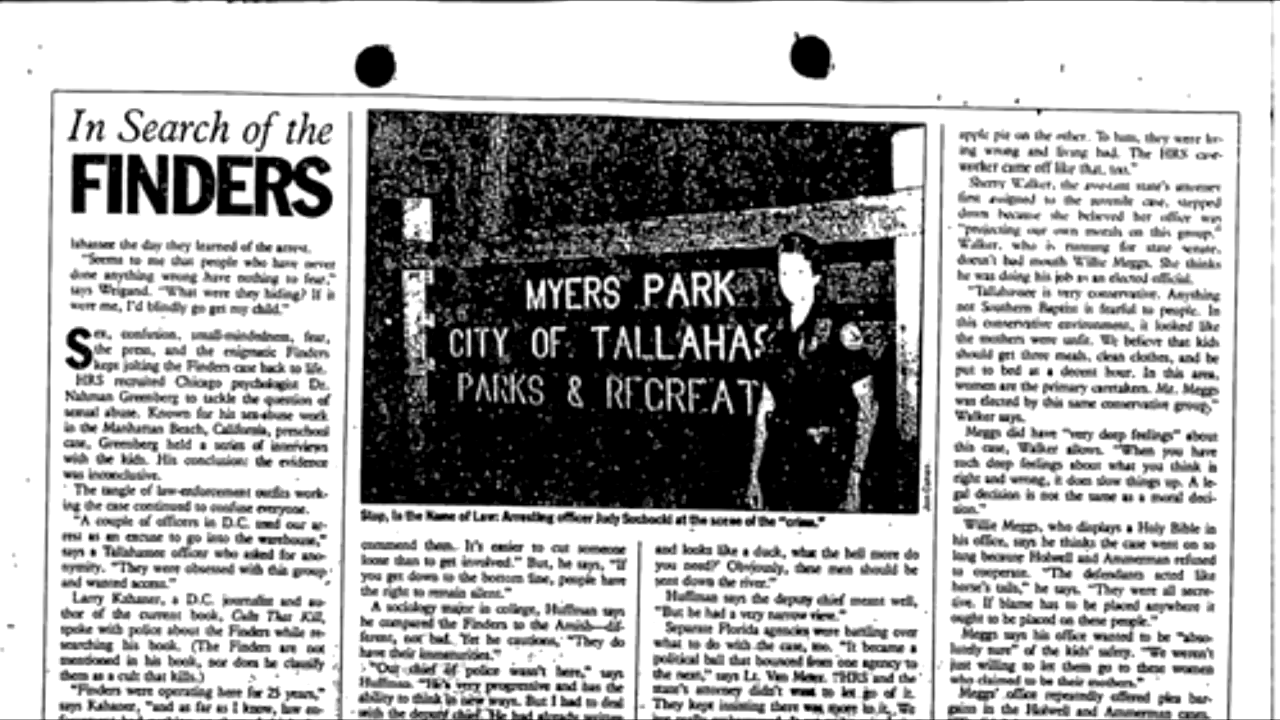 In Search of the
FINDERS
lahassee the day they learned of the arrest.
"Seems to me that people who have never
done anything wrong have nothing to fear,"
says Weigand. "What were they hiding? If it
were me, I'd blindly go get my child."
Sex, confusion, small-mindedness, fear,
the press, and the enigmatic Finders
kept jolting the Finders case back to life.
HRS recruited Chicago psychologist Dr.
Nahman Greenberg to tackle the question of
sexual abuse. Known for his sex-abuse work
in the Manhattan Beach, California, preschool
case, Greenberg held a series of interviews
with the kids. His conclusion: the evidence
was inconclusive.
The tangle of law-enforcement outfits work-
ing the case continued to confuse everyone.
"A couple of officers in D.C. used our ar-
rest as an excuse to go into the warehouse,"
says a Tallahassee officer who asked for ano-
nymity. "They were obsessed with this group
and wanted access."
Larry Kahaner, a D.C. journalist and au-
thor of the current book, Cults That Kill,
spoke with police about the Finders while re-
searching his book. (The Finders are not
mentioned in his book, nor does he classify
them as a cult that kills.)
"Finders were operating here for 25 years,"
says Kahaner, "and as far as I know, law en-
MYERS PARK
CITY OF TALLAHAS
PARKS & RECREAT
Stop, in the Name of Law: Arresting officer Judy Suchocki at the scene of the "crime."
commend them. It's easier to cut someone
loose than to get involved." But, he says, "If
you get down to the bottom line, people have
the right to remain silent."
A sociology major in college, Huffman says
he compared the Finders to the Amish—dif-
ferent, not bad. Yet he cautions, "They do
have their immunities."
"Our chief of police wasn't here," says
Huffman. "He's very progressive and has the
ability to think in new ways. But I had to deal
with the deputy chief. He had already written
and looks like a duck, what the hell more do
you need?' Obviously, these men should be
sent down the river."
Huffman says the deputy chief meant well,
"But he had a very narrow view."
Separate Florida agencies were battling over
what to do with the case, too. "It became a
political ball that bounced from one agency to
the next," says Lt. Van Meter. "HRS and the
state's attorney didn't want to let go of it.
They kept insisting there was more to it. We
apple pie on the other. To him, they were liv-
ing wrong and living bad. The HRS case-
worker came off like that, too."
Sherry Walker, the assistant state's attorney
first assigned to the juvenile case, stepped
down because she believed her office was
"projecting our own morals on this group."
Walker, who is running for state senate,
doesn't bad mouth Willie Meggs. She thinks
he was doing his job as an elected official.
"Tallahassee is very conservative. Anything
not Southern Baptist is fearful to people. In
this conservative environment, it looked like
the mothers were unfit. We believe that kids
should get three meals, clean clothes, and be
put to bed at a decent hour. In this area,
women are the primary caretakers. Mr. Meggs
was elected by this same conservative group,"
Walker says.
Meggs did have "very deep feelings" about
this case, Walker allows. "When you have
such deep feelings about what you think is
right and wrong, it does slow things up. A le-
gal decision is not the same as a moral deci-
sion."
Willie Meggs, who displays a Holy Bible in
his office, says he thinks the case went on so
long because Holwell and Ammerman refused
to cooperate. "The defendants acted like
horse's tails," he says. "They were all secre-
tive. If blame has to be placed anywhere it
ought to be placed on these people."
Meggs says his office wanted to be "abso-
lutely sure" of the kids' safety. "We weren't
just willing to let them go to these women
who claimed to be their mothers."
Meggs' office repeatedly offered plea bar-
gains in the Holwell and Ammerman cases,